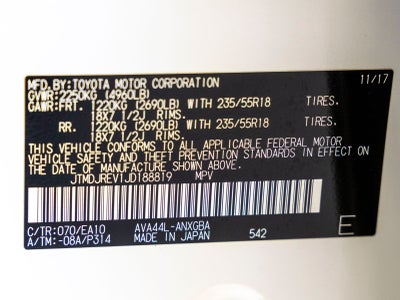 MFD.BY:TOYOTA MOTOR CORPORATION 11/17
GVWR:2250KG (4960LB)
GAWR:FRT. 1220KG (2690LB) WITH 235/55R18 TIRES.
18X7 1/2J RIMS.
RR. 1220KG (2690LB) WITH 235/55R18 TIRES.
18X7 1/2J RIMS.
THIS VEHICLE CONFORMS TO ALL APPLICABLE FEDERAL MOTOR
VEHICLE SAFETY AND THEFT PREVENTION STANDARDS IN EFFECT ON
THE DATE OF MANUFACTURE SHOWN ABOVE.
JTMDJREV1JD188819 MPV
C/TR:070/EA10 AVA44L-ANXGBA
A/TM:-08A/P314 MADE IN JAPAN 542 E